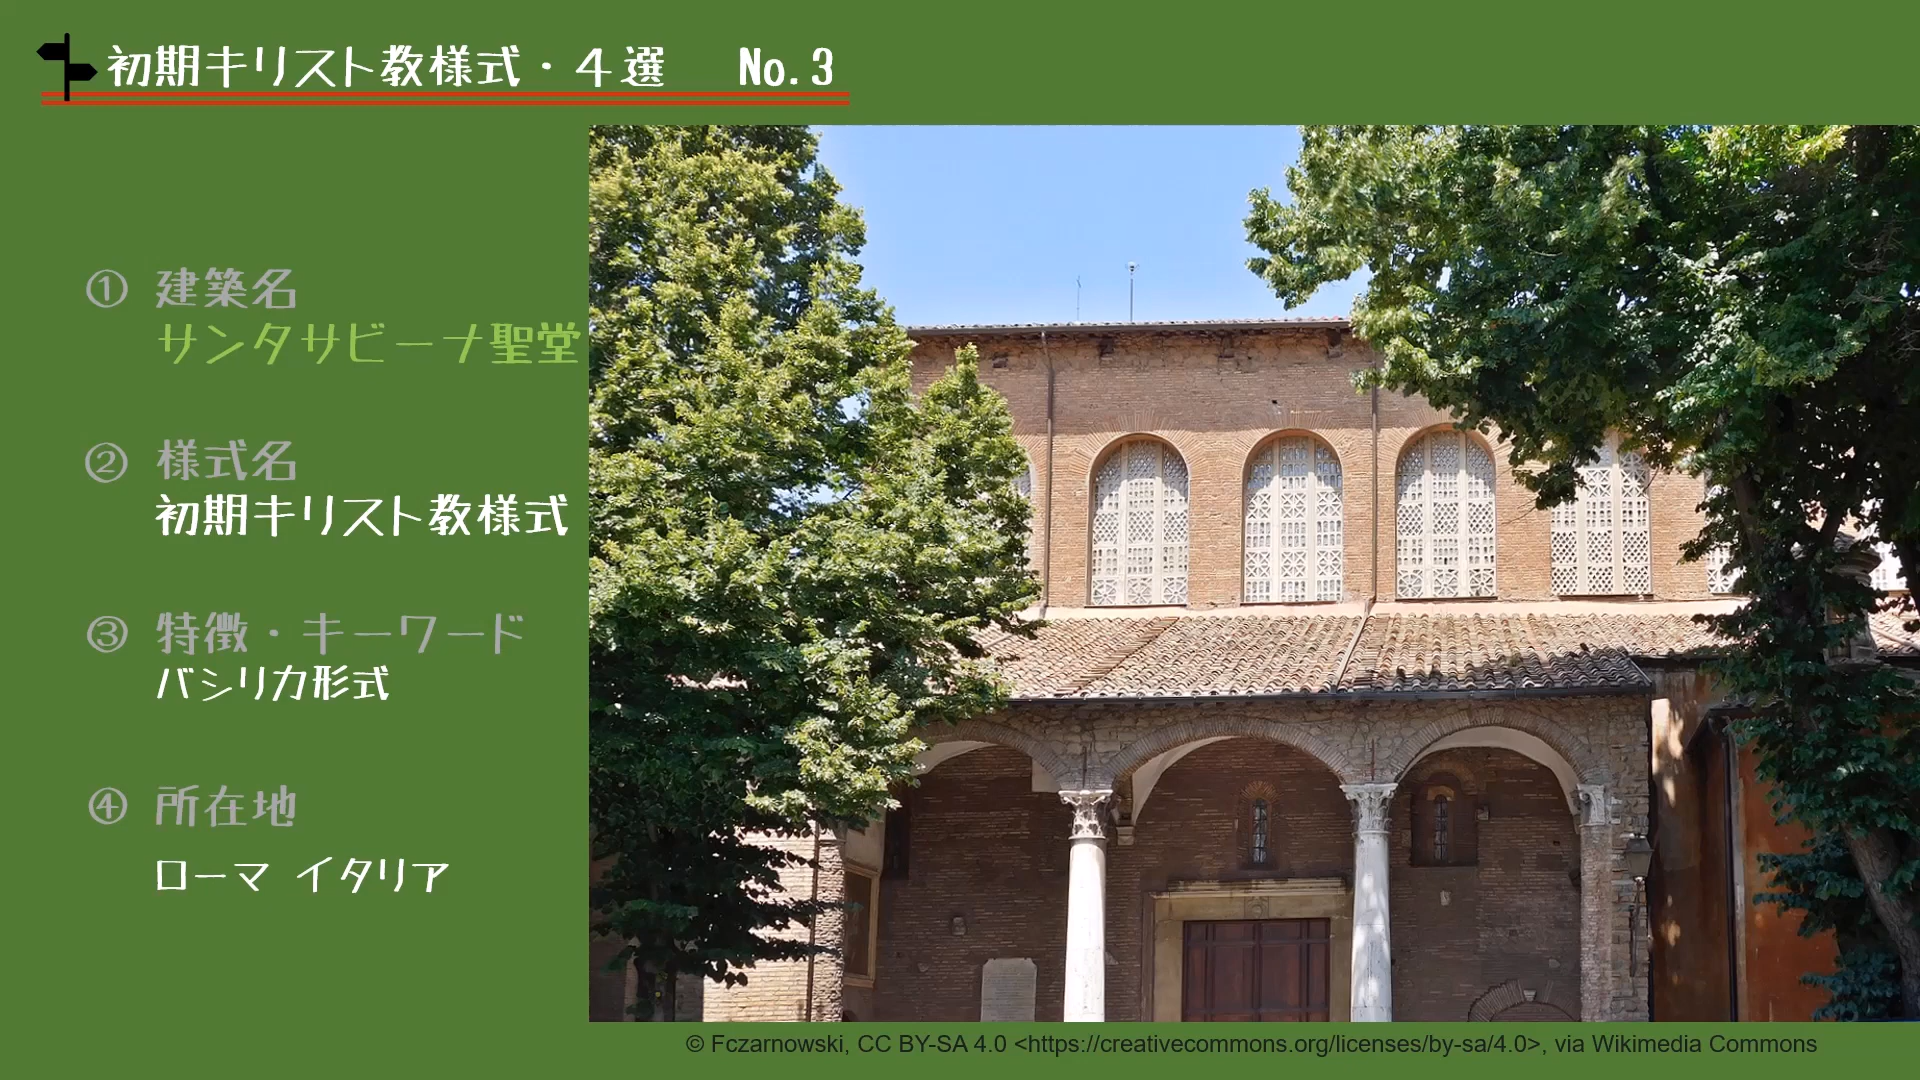 初期キリスト教様式・４選 No.3
① 建築名
サンタサビーナ聖堂
② 様式名
初期キリスト教様式
③ 特徴・キーワード
バシリカ形式
④ 所在地
ローマ イタリア
© Fczarnowski, CC BY-SA 4.0 <https://creativecommons.org/licenses/by-sa/4.0>, via Wikimedia Commons